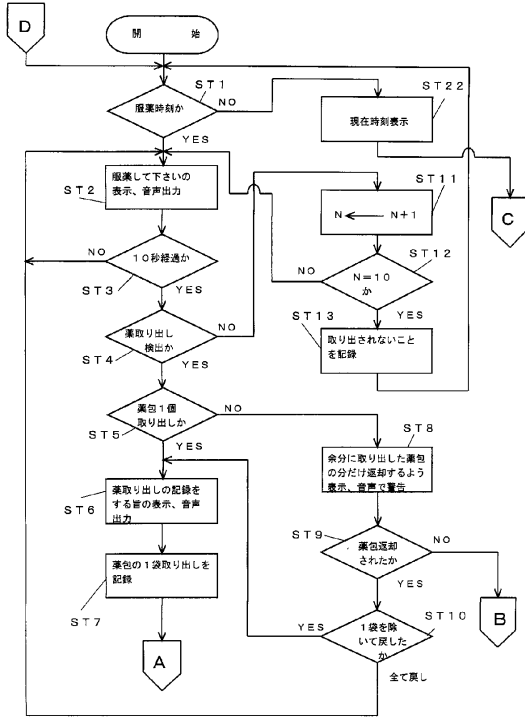 D
開 始
服薬時刻か
ST1
NO
YES
ST22
現在時刻表示
C
ST2
服薬して下さいの
表示、音声出力
ST11
N ← N+1
NO
10秒経過か
ST3
YES
ST12
NO
N=10
か
YES
ST4
薬取り出し
検出か
NO
YES
ST13
取り出されないこと
を記録
薬包1個
取り出しか
ST5
NO
YES
ST8
余分に取り出した薬包
の分だけ返却するよう
表示、音声で警告
ST6
薬取り出しの記録を
する旨の表示、音声
出力
ST9
薬包返却
されたか
NO
YES
B
ST7
薬包の1袋取り出しを
記録
A
ST10
YES
1袋を除
いて戻した
か
全て戻し